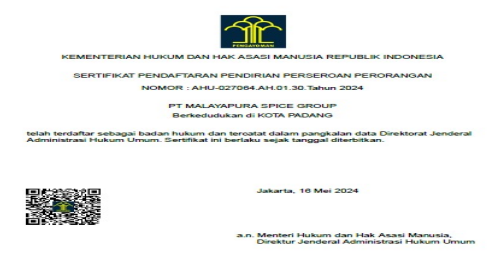 PENGAYOMAN
KEMENTERIAN HUKUM DAN HAK ASASI MANUSIA REPUBLIK INDONESIA
SERTIFIKAT PENDAFTARAN PENDIRIAN PERSEROAN PERORANGAN
NOMOR : AHU-027064.AH.01.30.Tahun 2024
PT MALAYAPURA SPICE GROUP
Berkedudukan di KOTA PADANG
telah terdaftar sebagai badan hukum dan tercatat dalam pangkalan data Direktorat Jenderal
Administrasi Hukum Umum. Sertifikat ini berlaku sejak tanggal diterbitkan.
Jakarta, 16 Mei 2024
a.n. Menteri Hukum dan Hak Asasi Manusia,
Direktur Jenderal Administrasi Hukum Umum